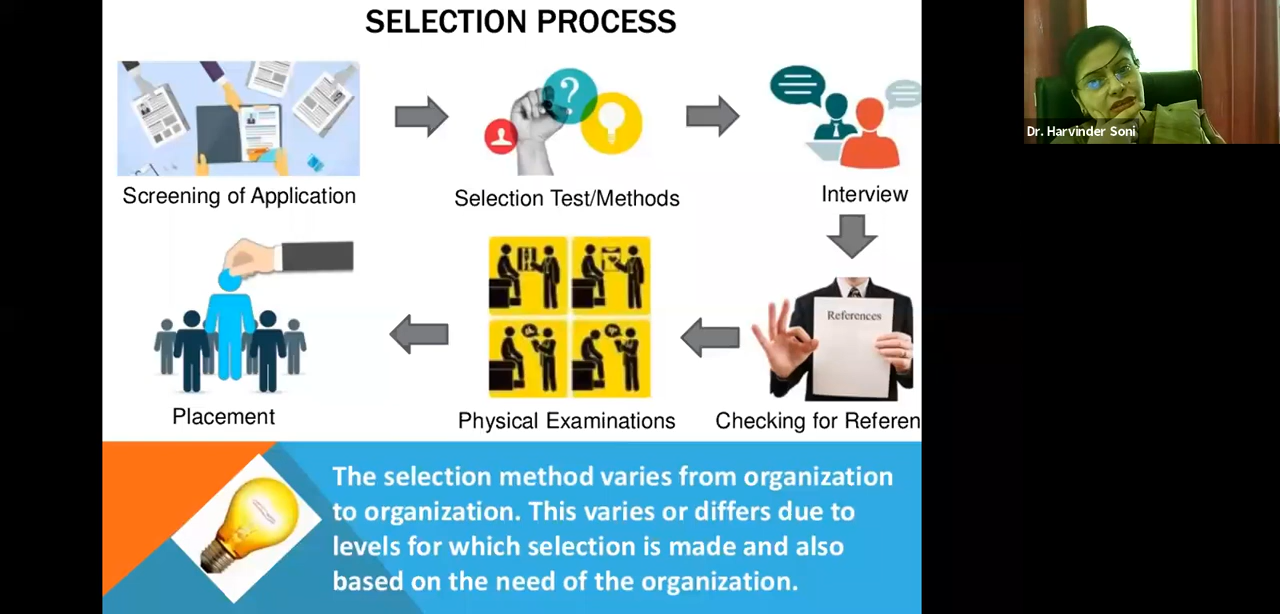 SELECTION PROCESS
Dr. Harvinder Soni
?
Screening of Application
Selection Test/Methods
Interview
References
Placement
Physical Examinations
Checking for Referen
The selection method varies from organization
to organization. This varies or differs due to
levels for which selection is made and also
based on the need of the organization.